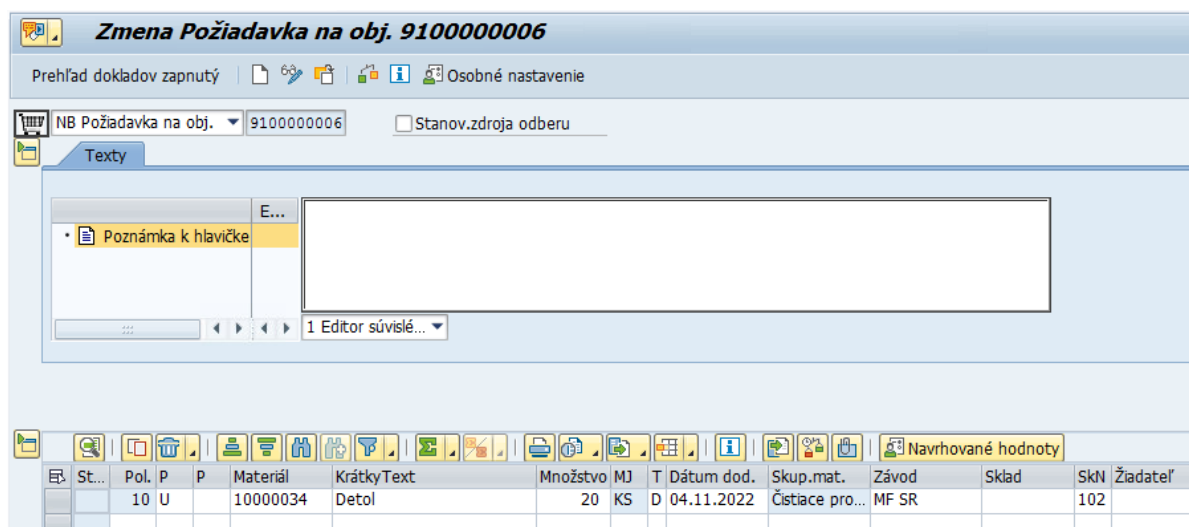 Zmena Požiadavka na obj. 9100000006
Prehľad dokladov zapnutý Osobné nastavenie
NB Požiadavka na obj. 9100000006 Stanov.zdroja odberu
Texty
E...
Poznámka k hlavičke
1 Editor súvislé...
Navrhované hodnoty
St... Pol. P P Materiál KrátkyText Množstvo MJ T Dátum dod. Skup.mat. Závod Sklad SkN Žiadateľ
10 U 10000034 Detol 20 KS D 04.11.2022 Čistiace pro... MF SR 102